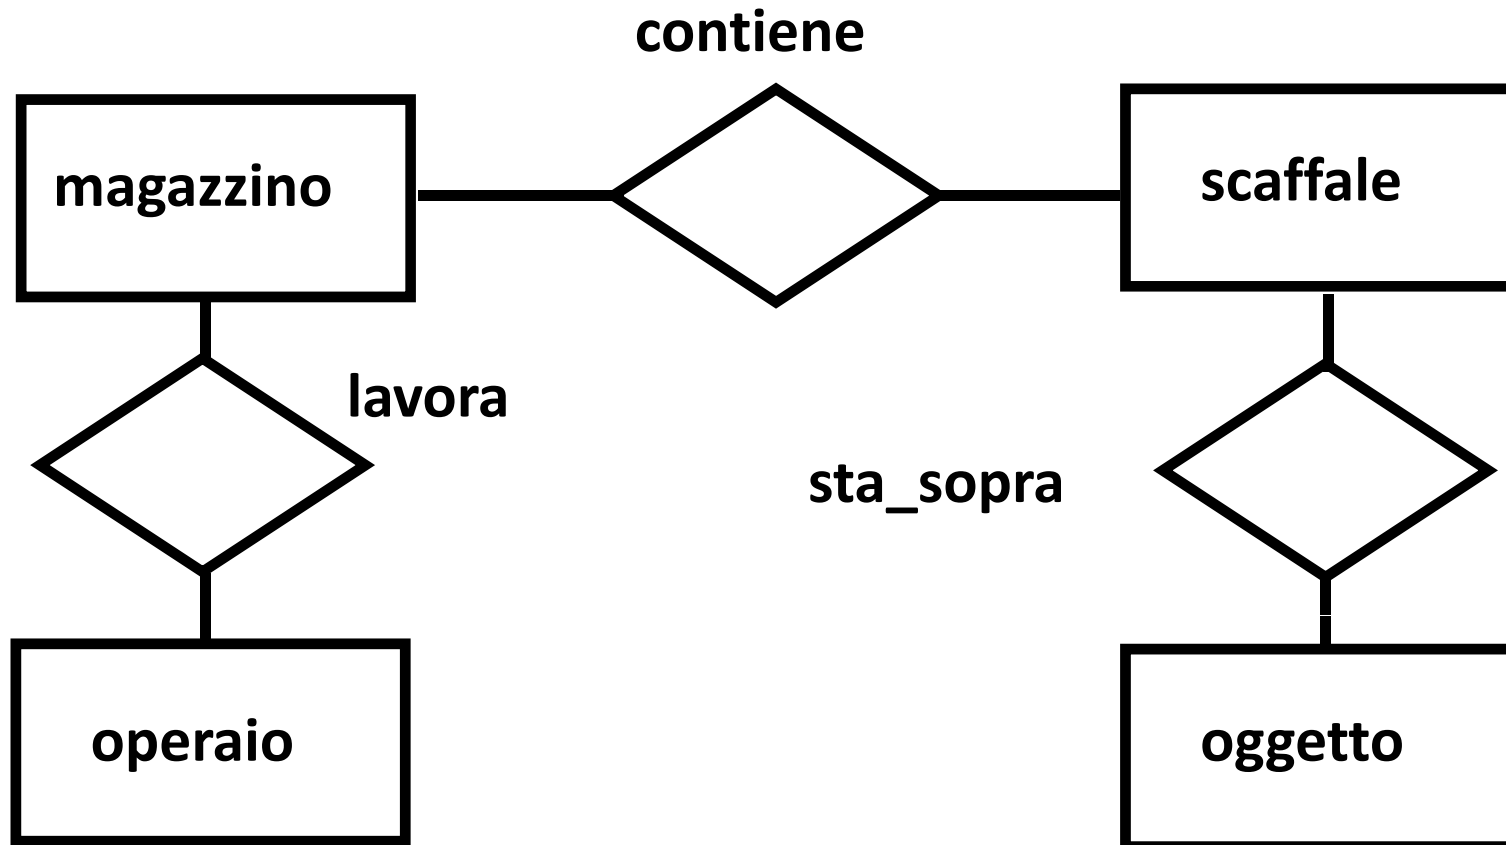 contiene
magazzino
scaffale
lavora
sta_sopra
operaio
oggetto